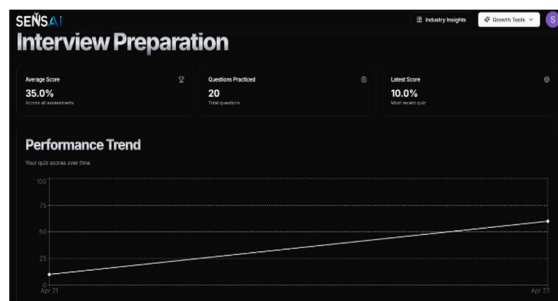 SENSAI
Industry Insights
Growth Tools
S
Interview Preparation
Average Score
35.0%
Across all assessments
Questions Practiced
20
Total questions
Latest Score
10.0%
Most recent quiz
Performance Trend
Your quiz scores over time
100
75
50
25
0
Apr 21
Apr 23